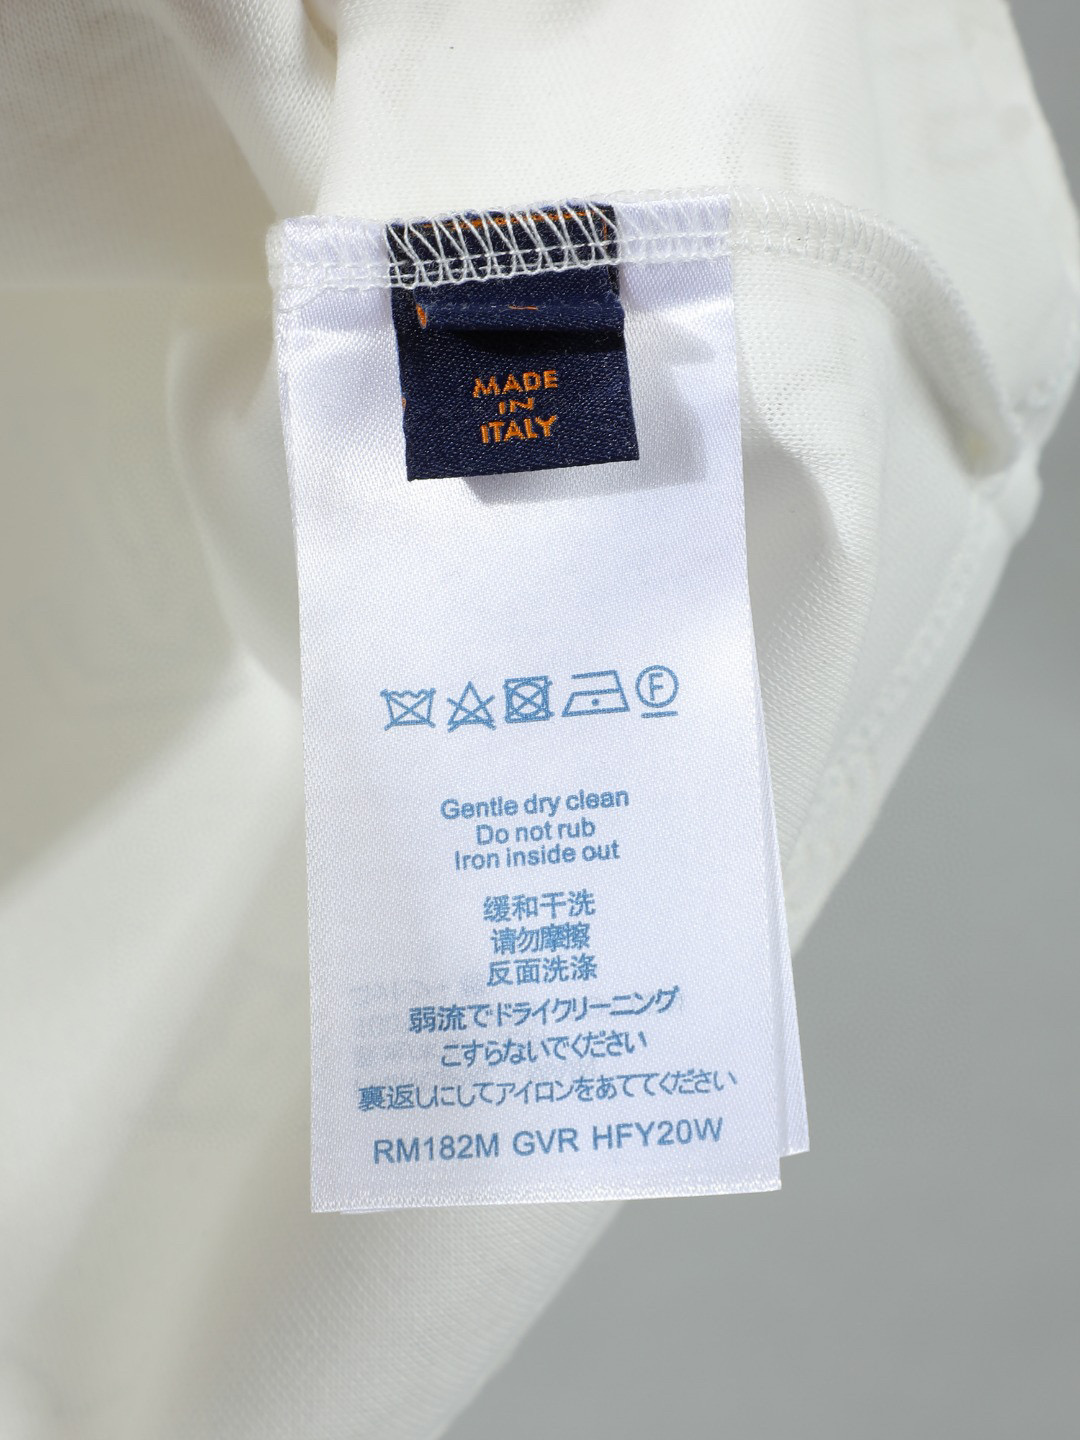 MADE
IN
ITALY
F
Gentle dry clean
Do not rub
Iron inside out
缓和干洗
请勿摩擦
反面洗涤
弱流でドライクリーニング
こすらないでください
裏返しにしてアイロンをあててください
RM182M GVR HFY20W